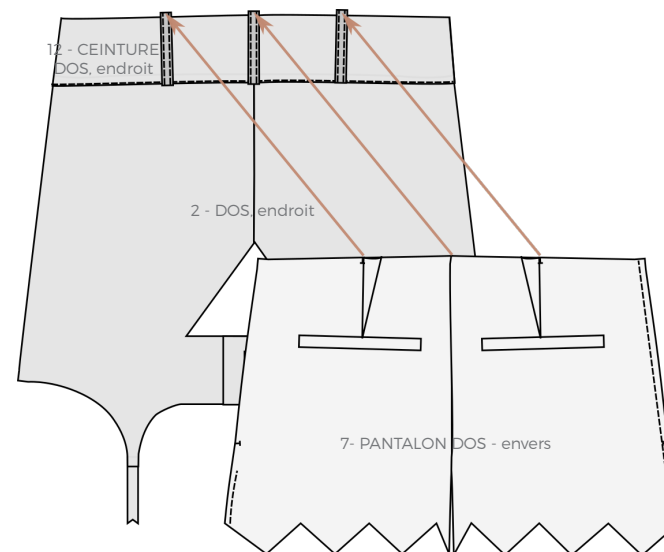 12 - CEINTURE
DOS, endroit
2 - DOS, endroit
7- PANTALON DOS - envers